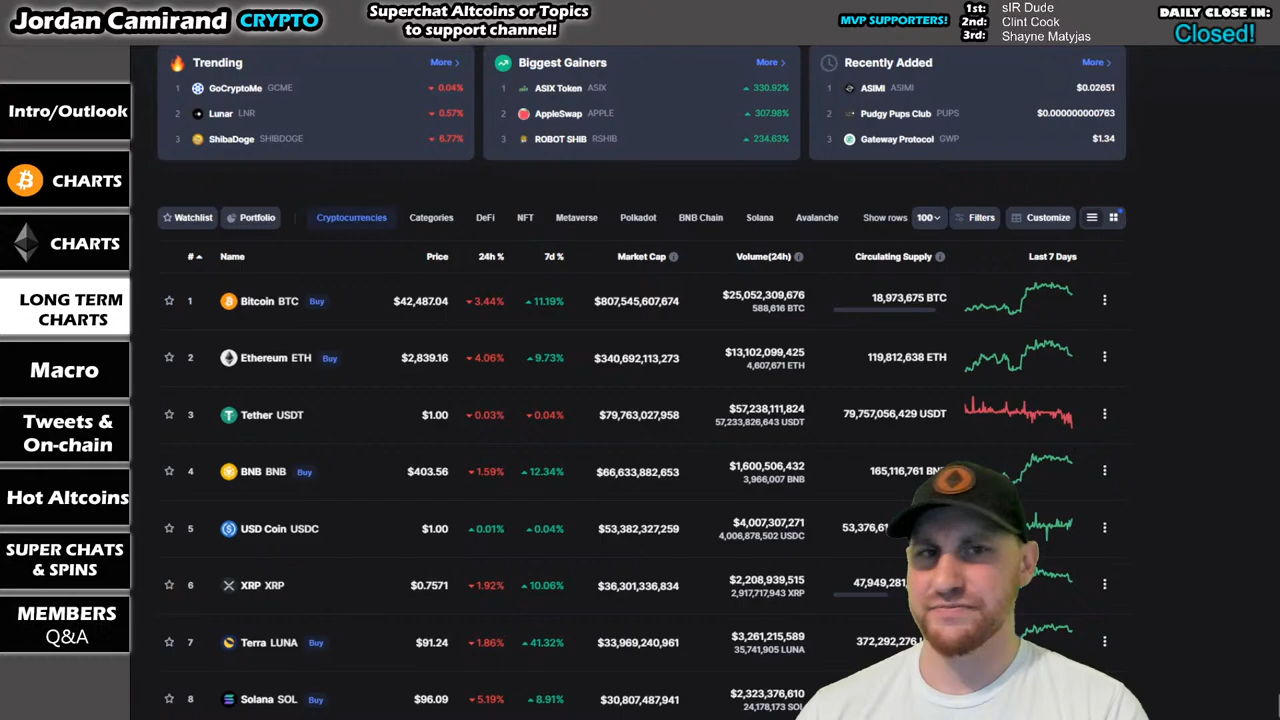 Jordan Camirand CRYPTO
Superchat Altcoins or Topics
to support channel!
MVP SUPPORTERS!
1st: sIR Dude
2nd: Clint Cook
3rd: Shayne Matyjas
DAILY CLOSE IN:
Closed!
Intro/Outlook
CHARTS
CHARTS
LONG TERM
CHARTS
Macro
Tweets &
On-chain
Hot Altcoins
SUPER CHATS
& SPINS
MEMBERS
Q&A
Trending More >
1 GoCryptoMe GCME 0.04%
2 Lunar LNR 0.57%
3 ShibaDoge SHIBDOGE 6.77%
Biggest Gainers More >
1 ASIX Token ASIX 330.92%
2 AppleSwap APPLE 307.98%
3 ROBOT SHIB RSHIB 234.63%
Recently Added More >
1 ASIMI ASIMI $0.02651
2 Pudgy Pups Club PUPS $0.000000000763
3 Gateway Protocol GWP $1.34
Watchlist Portfolio Cryptocurrencies Categories DeFi NFT Metaverse Polkadot BNB Chain Solana Avalanche Show rows 100 Filters Customize
# Name Price 24h % 7d % Market Cap Volume(24h) Circulating Supply Last 7 Days
1 Bitcoin BTC Buy $42,487.04 3.44% 11.19% $807,545,607,674 $25,052,309,676 18,973,675 BTC
588,616 BTC
2 Ethereum ETH Buy $2,839.16 4.06% 9.73% $340,692,113,273 $13,102,099,425 119,812,638 ETH
4,607,671 ETH
3 Tether USDT $1.00 0.03% 0.04% $79,763,027,958 $57,238,111,824 79,757,056,429 USDT
57,233,826,643 USDT
4 BNB BNB Buy $403.56 1.59% 12.34% $66,633,882,653 $1,600,506,432 165,116,761
3,966,007 BNB
5 USD Coin USDC $1.00 0.01% 0.04% $53,382,327,259 $4,007,307,271 53,376,
4,006,878,502 USDC
6 XRP XRP $0.7571 1.92% 10.06% $36,301,336,834 $2,208,939,515 47,949,281,
2,917,717,943 XRP
7 Terra LUNA Buy $91.24 1.86% 41.32% $33,969,240,961 $3,261,215,589 372,292,276
35,741,905 LUNA
8 Solana SOL Buy $96.09 5.19% 8.91% $30,807,487,941 $2,323,376,610
24,178,173 SOL